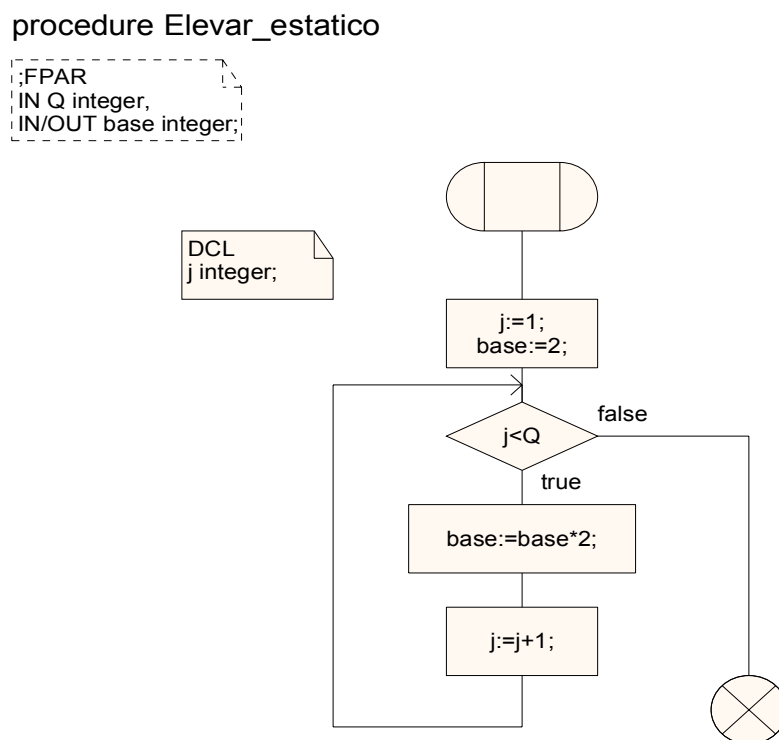 procedure Elevar_estatico
;FPAR
IN Q integer,
IN/OUT base integer;
DCL
j integer;
j:=1;
base:=2;
j<Q
false
true
base:=base*2;
j:=j+1;